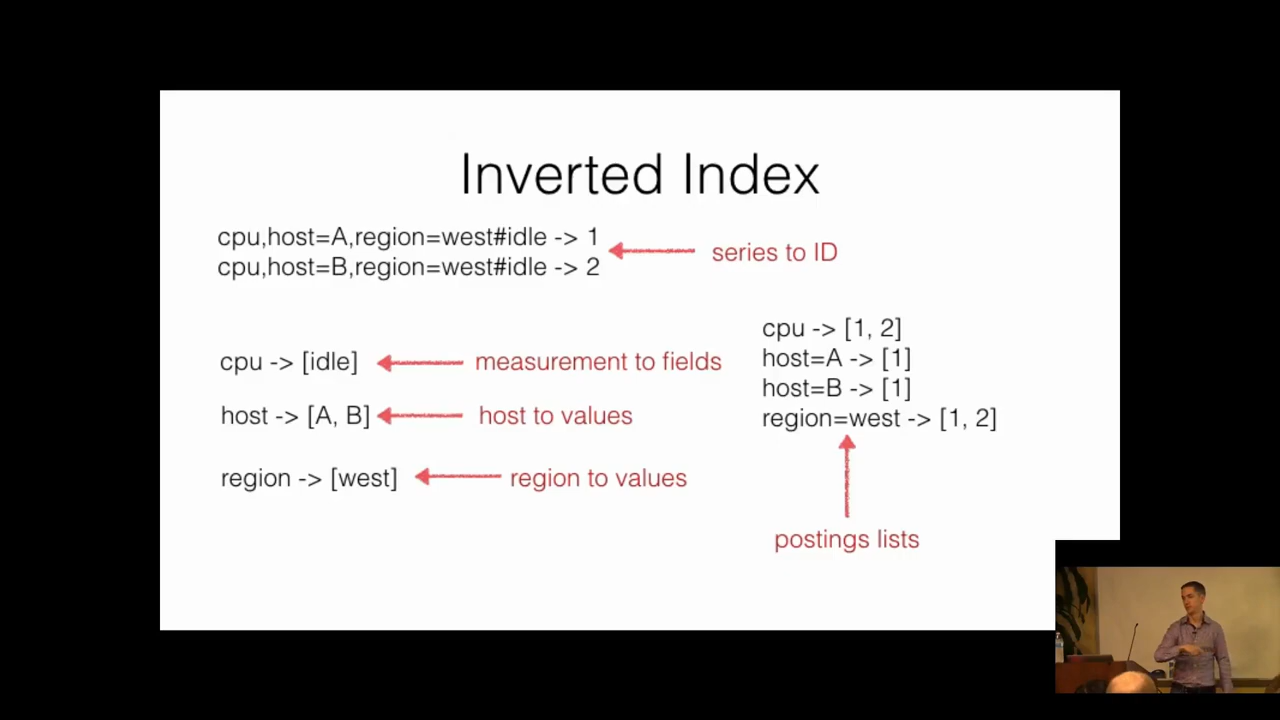 Inverted Index
cpu,host=A,region=west#idle -> 1
cpu,host=B,region=west#idle -> 2
series to ID
cpu -> [idle]
measurement to fields
host -> [A, B]
host to values
region -> [west]
region to values
cpu -> [1, 2]
host=A -> [1]
host=B -> [1]
region=west -> [1, 2]
postings lists